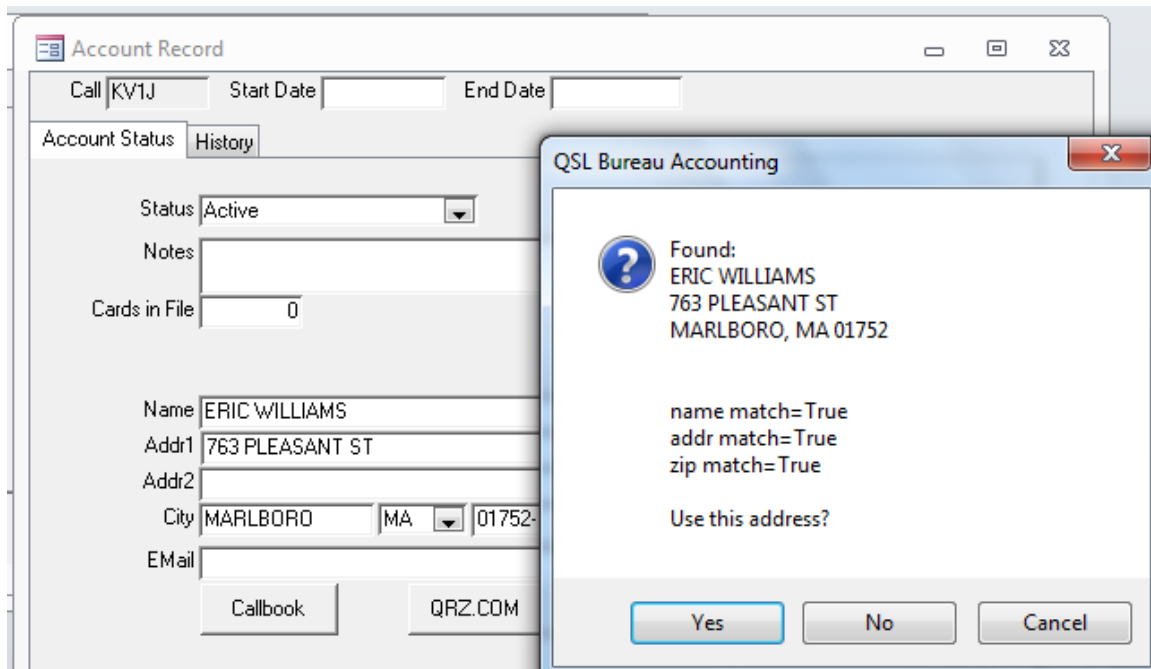 Account Record
Call KV1J Start Date End Date
Account Status History
Status Active
Notes
Cards in File 0
Name ERIC WILLIAMS
Addr1 763 PLEASANT ST
Addr2
City MARLBORO MA 01752-
EMail
Callbook QRZ.COM
QSL Bureau Accounting
Found:
ERIC WILLIAMS
763 PLEASANT ST
MARLBORO, MA 01752
name match=True
addr match=True
zip match=True
Use this address?
Yes No Cancel